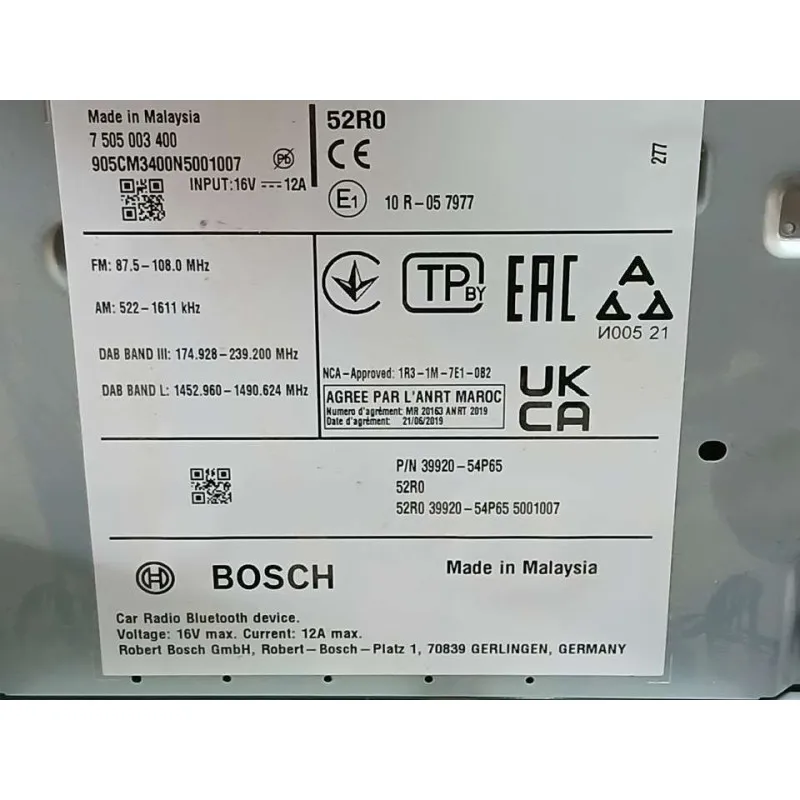 Made in Malaysia
7 505 003 400
905CM3400N5001007
Pb
INPUT:16V⎓12A
52R0
CE
E1
10 R-05 7977
277
FM: 87.5-108.0 MHz
AM: 522-1611 kHz
DAB BAND III: 174.928-239.200 MHz
DAB BAND L: 1452.960-1490.624 MHz
TP BY
EAC
И005 21
NCA-Approved: 1R3-1M-7E1-0B2
AGREE PAR L'ANRT MAROC
Numero d'agrément: MR 20163 ANRT 2019
Date d'agrément: 21/06/2019
UK
CA
P/N 39920-54P65
52R0
52R0 39920-54P65 5001007
BOSCH
Made in Malaysia
Car Radio Bluetooth device.
Voltage: 16V max. Current: 12A max.
Robert Bosch GmbH, Robert-Bosch-Platz 1, 70839 GERLINGEN, GERMANY